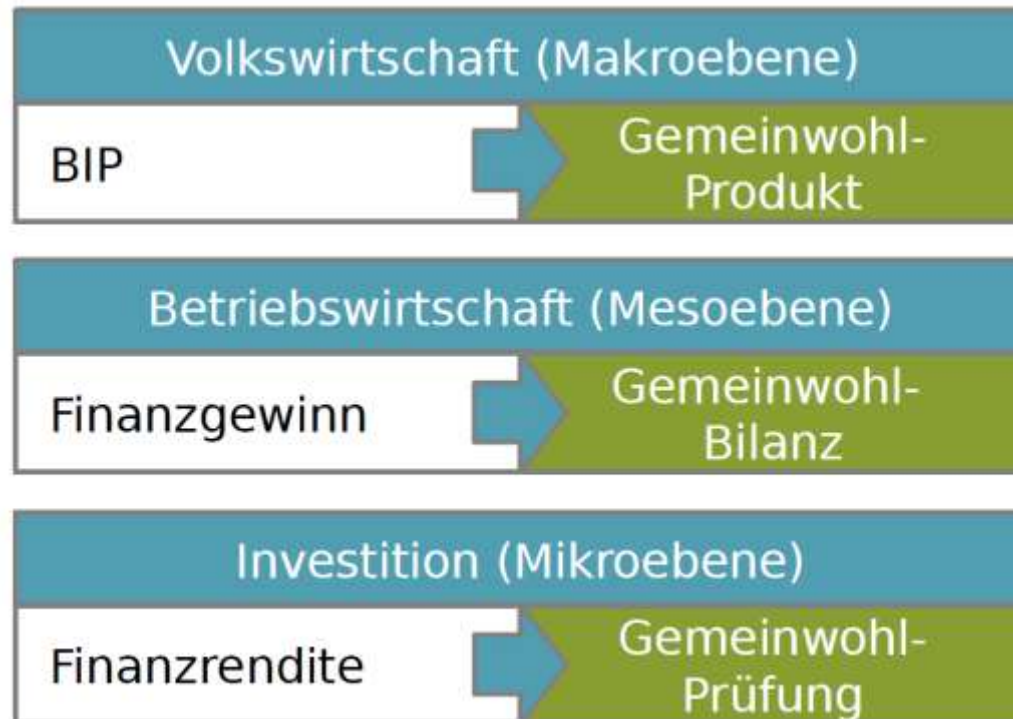 Volkswirtschaft (Makroebene)
BIP
Gemeinwohl-
Produkt
Betriebswirtschaft (Mesoebene)
Finanzgewinn
Gemeinwohl-
Bilanz
Investition (Mikroebene)
Finanzrendite
Gemeinwohl-
Prüfung